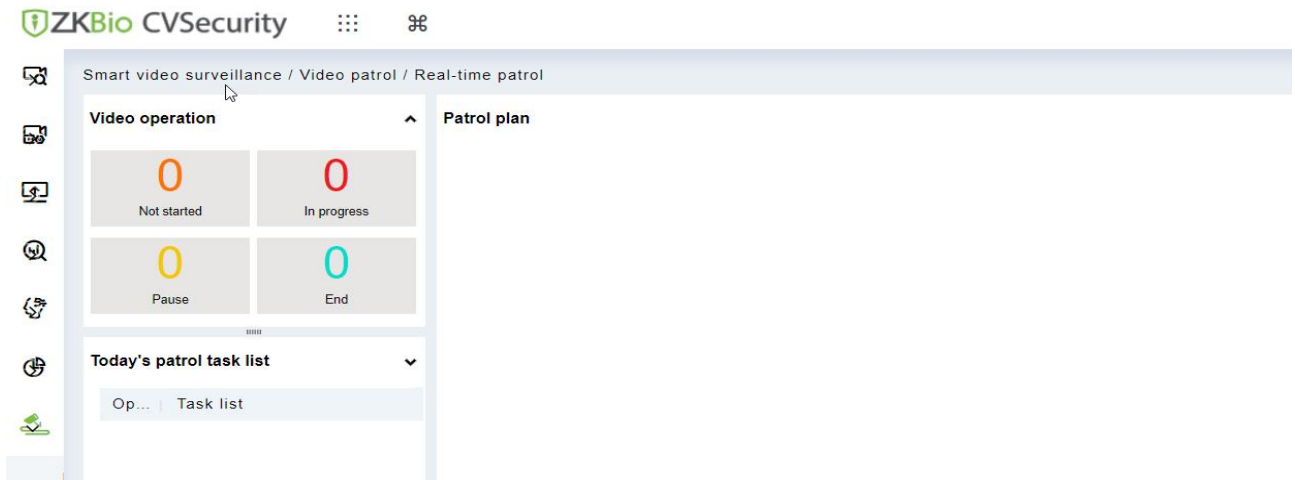 ZKBio CVSecurity
Smart video surveillance / Video patrol / Real-time patrol
Video operation
Patrol plan
0
0
Not started
In progress
0
0
Pause
End
Today's patrol task list
Op...
Task list